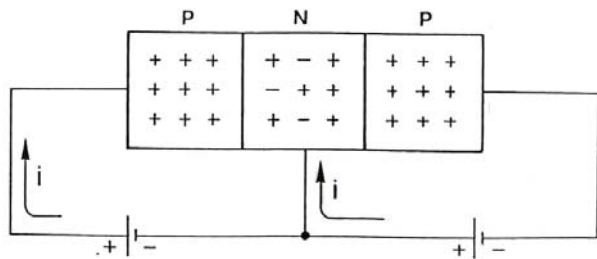 P N P
+ + + + − + + + +
+ + + − + + + + +
+ + + + − + + + +
i i
+ − + −